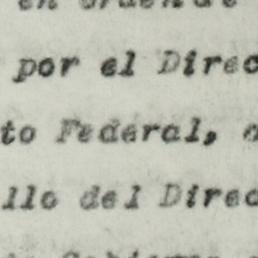 por el Direc
to Federal,
llo del Direc